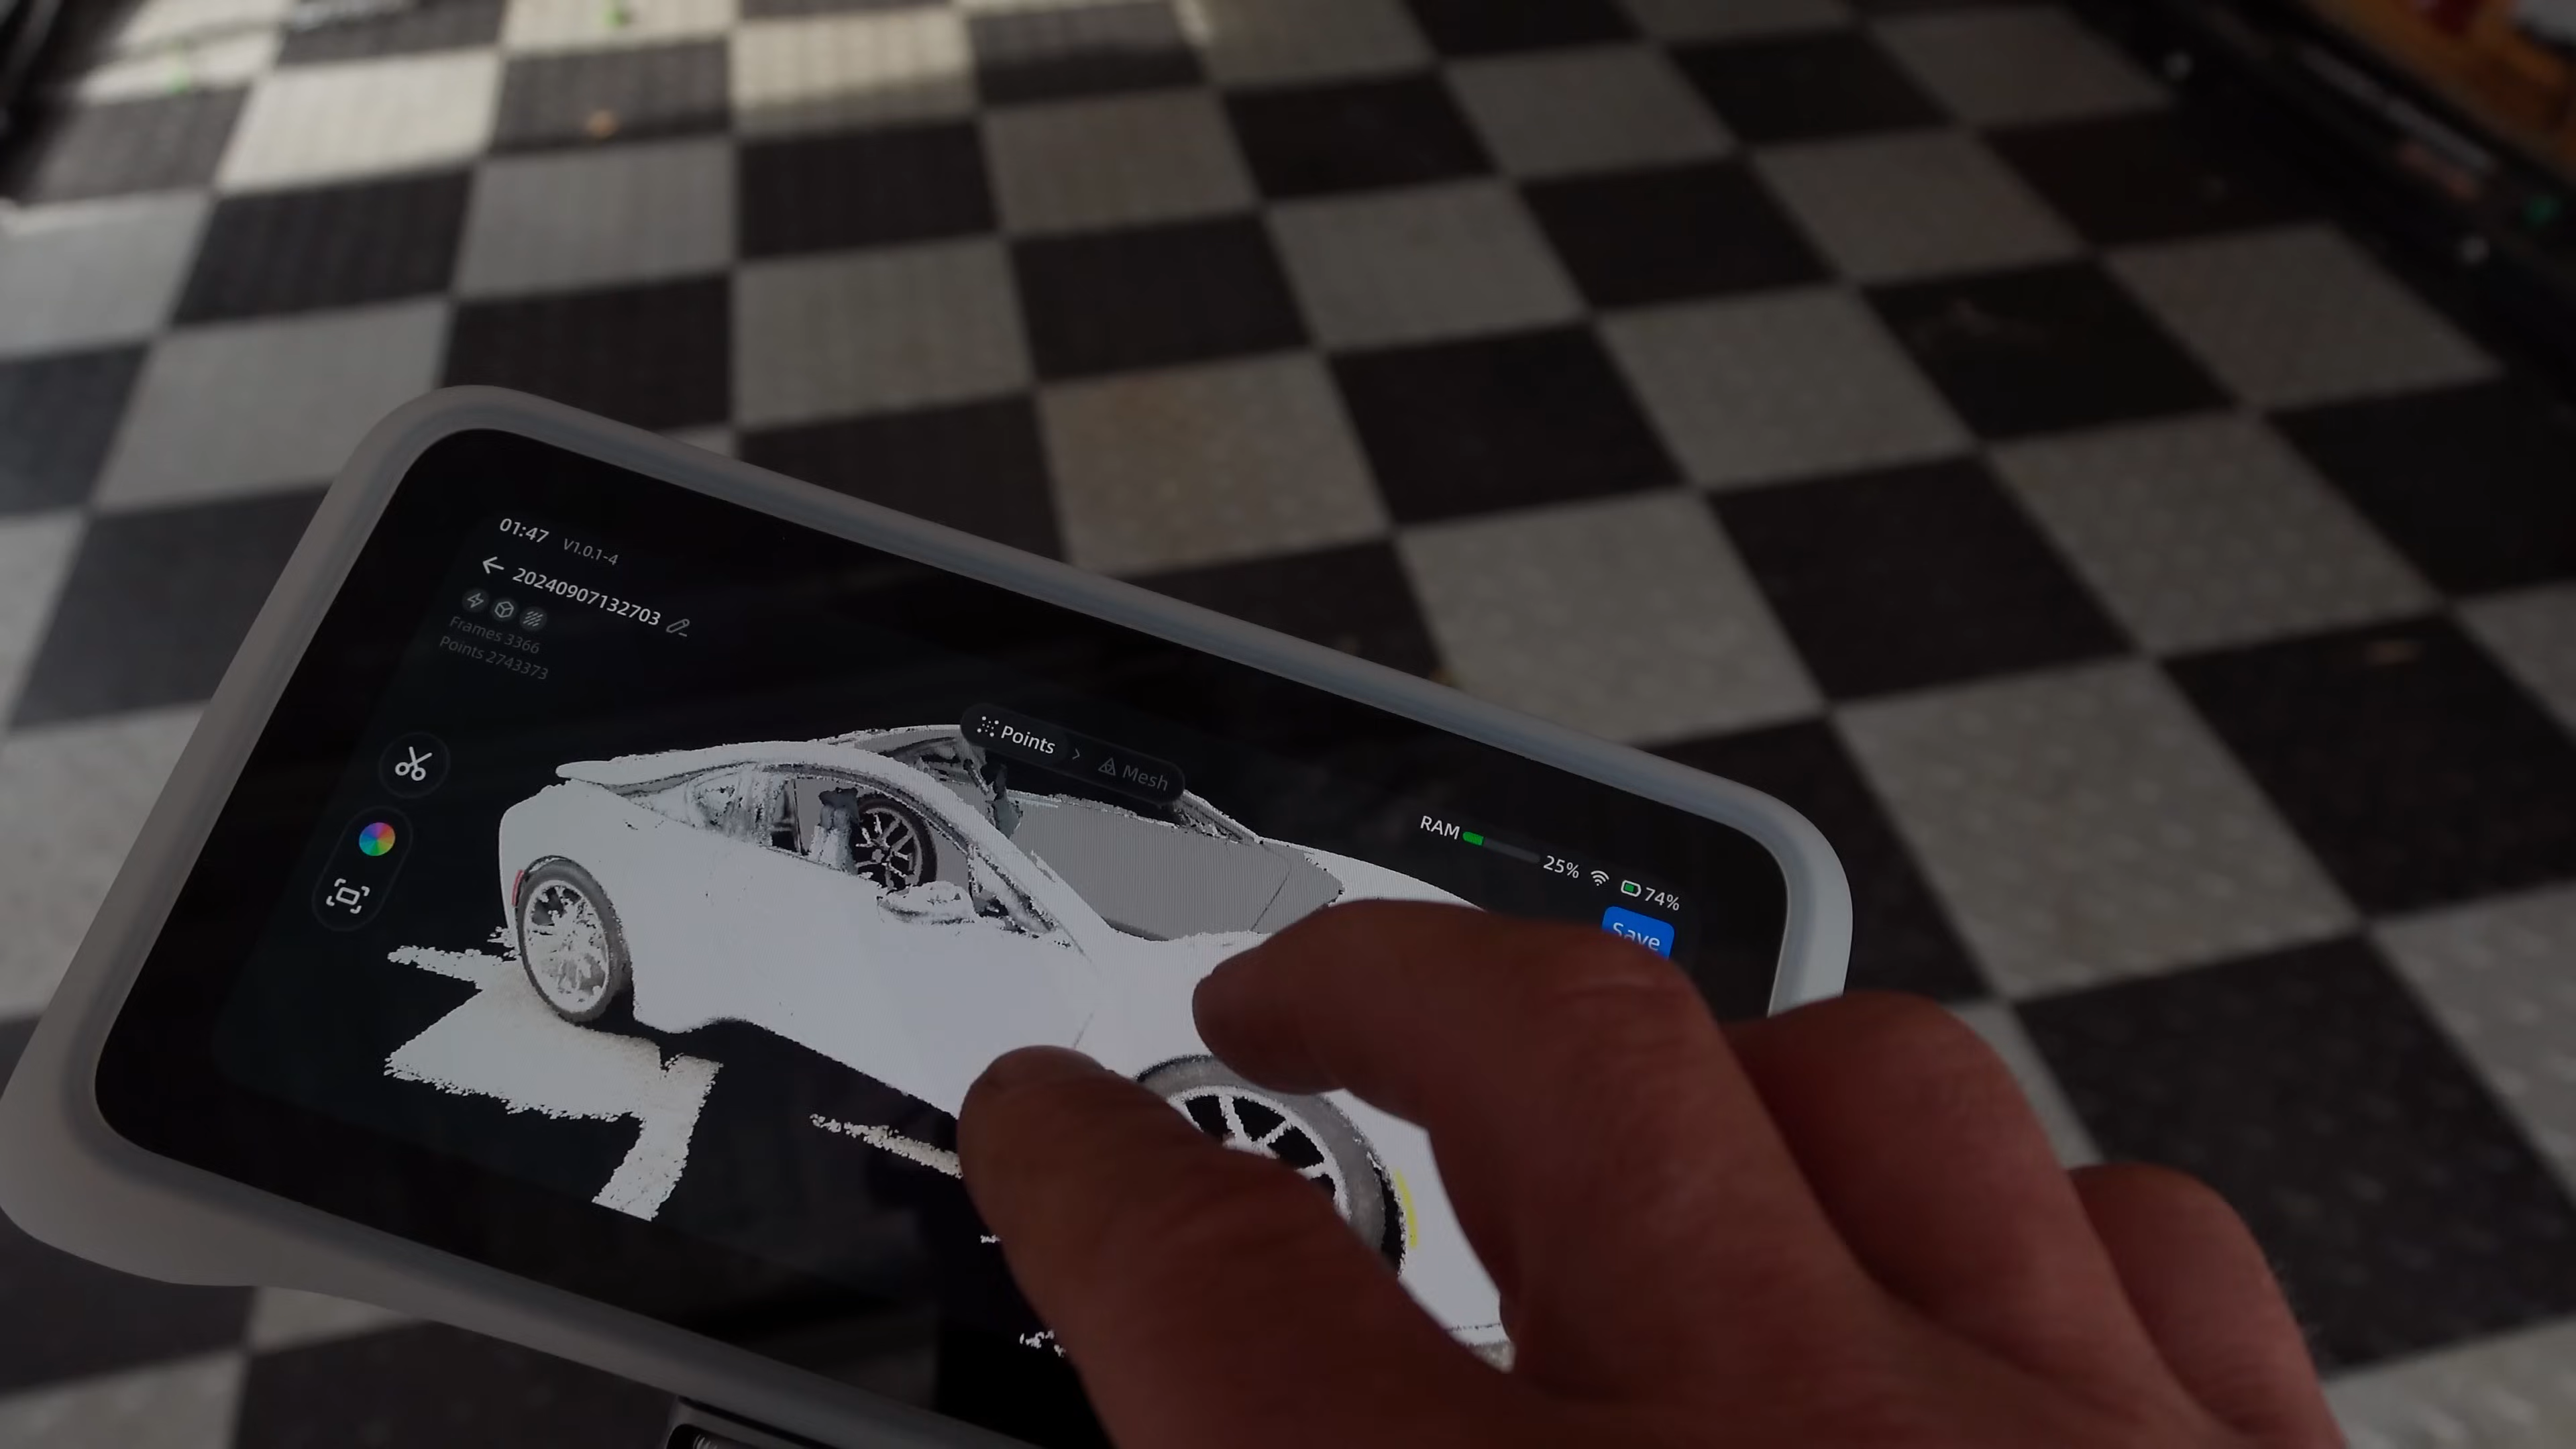 01:47 V1.0.1-4
20240907132703
Frames 3366
Points 2743373
Points > Mesh
RAM 25% 74%
Save